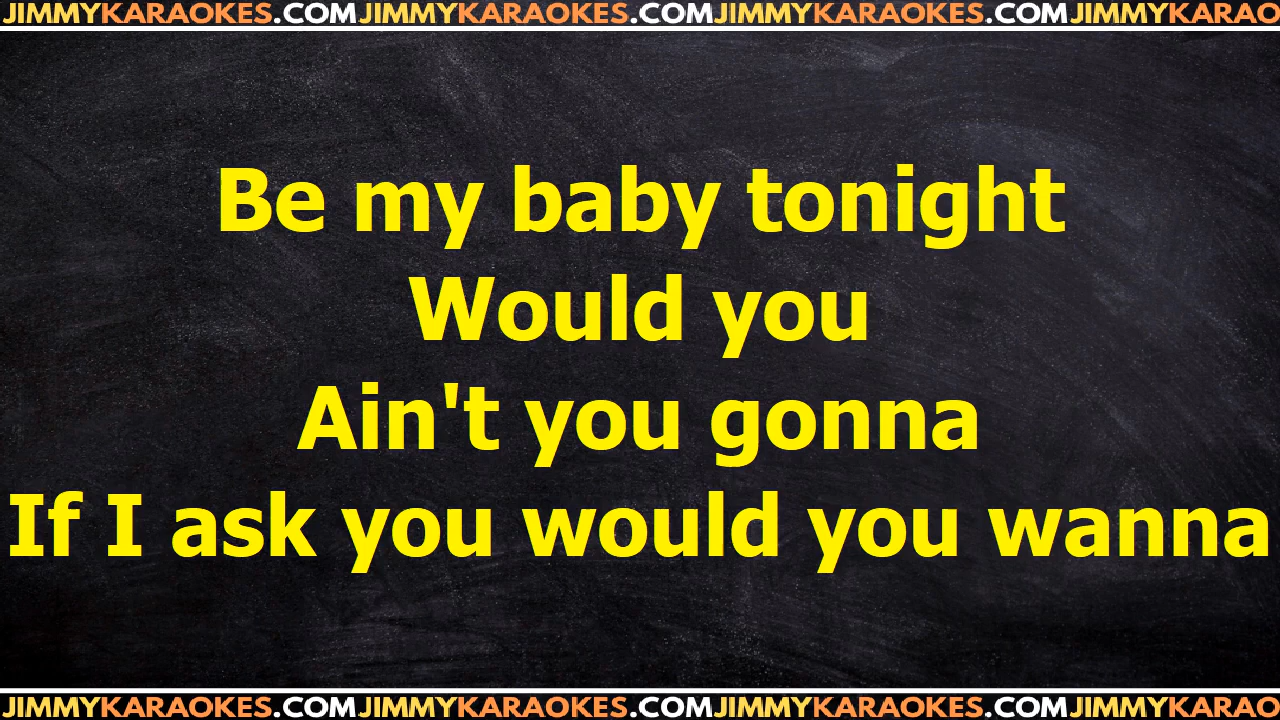 JIMMYKARAOKES.COMJIMMYKARAOKES.COMJIMMYKARAOKES.COMJIMMYKARAO
Be my baby tonight
Would you
Ain't you gonna
If I ask you would you wanna
JIMMYKARAOKES.COMJIMMYKARAOKES.COMJIMMYKARAOKES.COMJIMMYKARAO